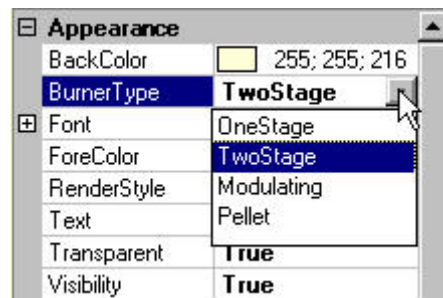 Appearance
BackColor 255; 255; 216
BurnerType TwoStage
Font OneStage
ForeColor TwoStage
RenderStyle Modulating
Text Pellet
Transparent True
Visibility True